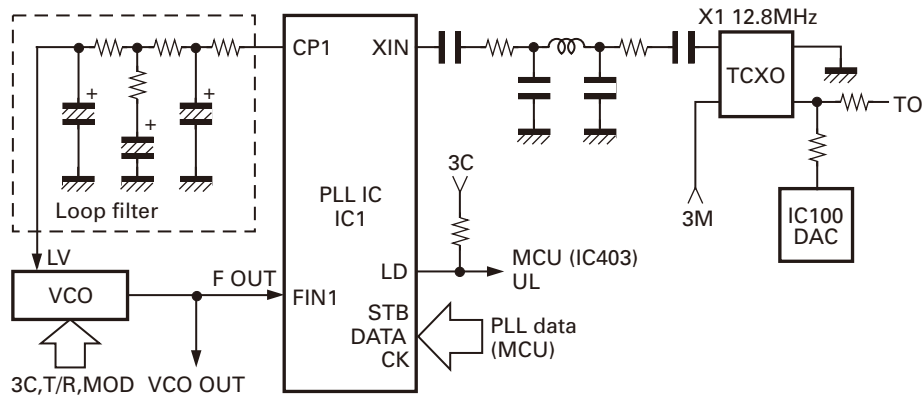 X1 12.8MHz
CP1
XIN
TCXO
TO
+
+
+
Loop filter
PLL IC
IC1
3C
3M
IC100
DAC
LV
VCO
F OUT
FIN1
LD
MCU (IC403)
UL
STB
DATA
CK
PLL data
(MCU)
3C,T/R,MOD
VCO OUT